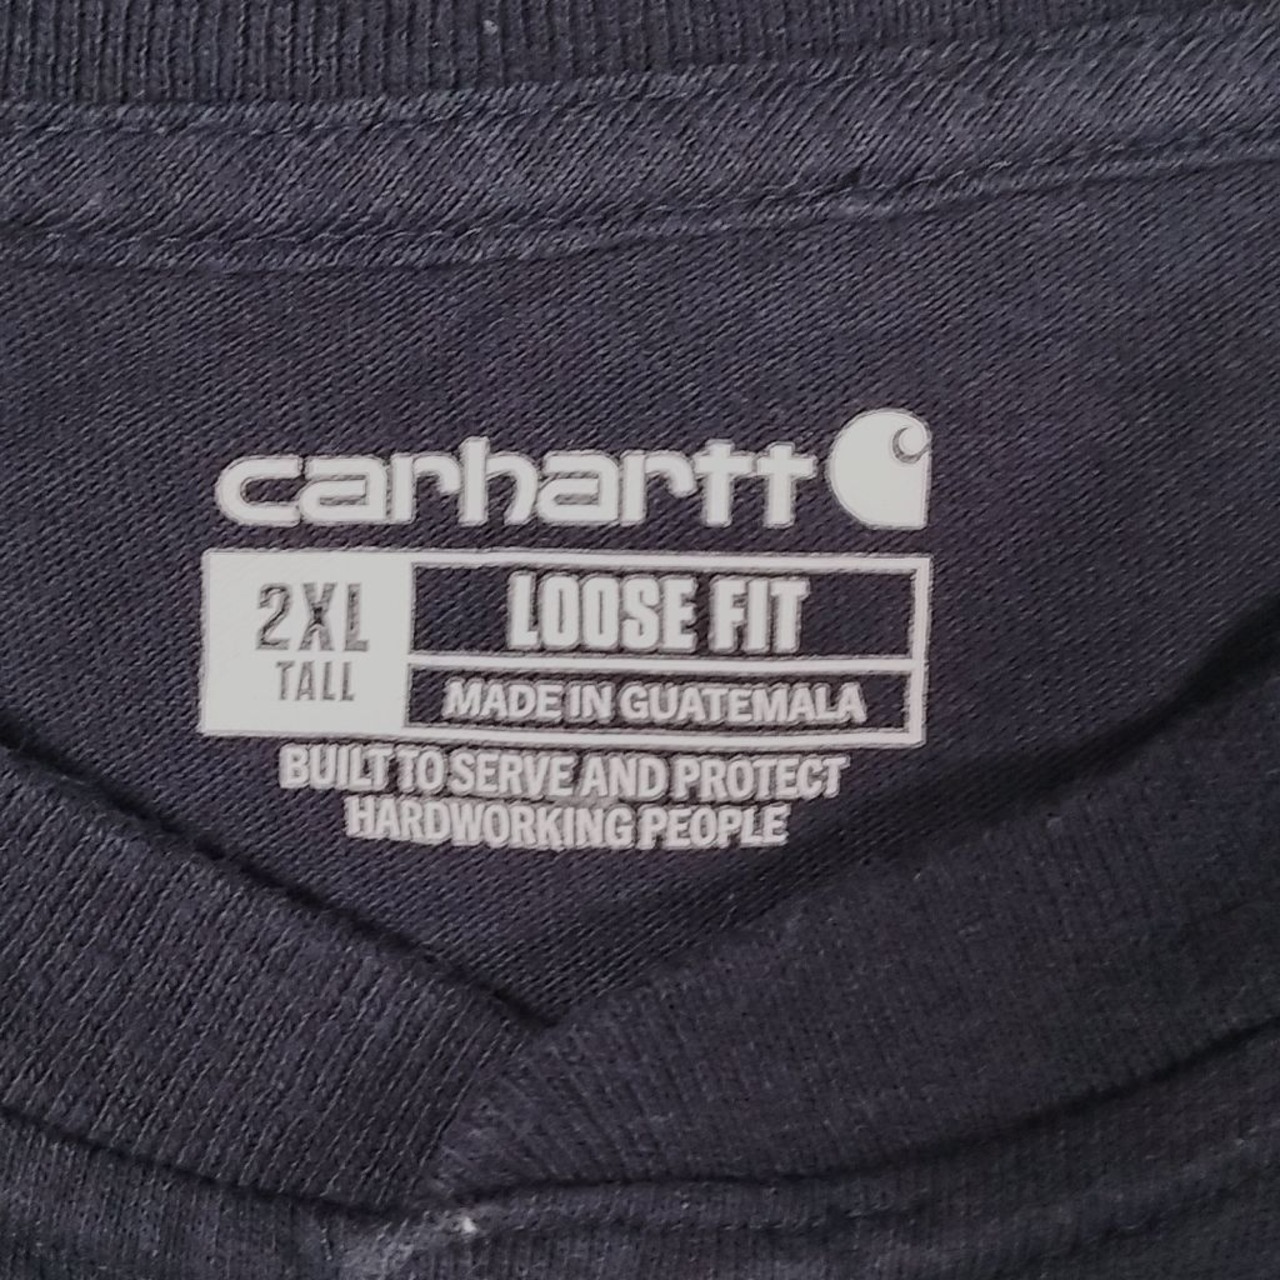 carhartt
2XL
TALL
LOOSE FIT
MADE IN GUATEMALA
BUILT TO SERVE AND PROTECT
HARDWORKING PEOPLE